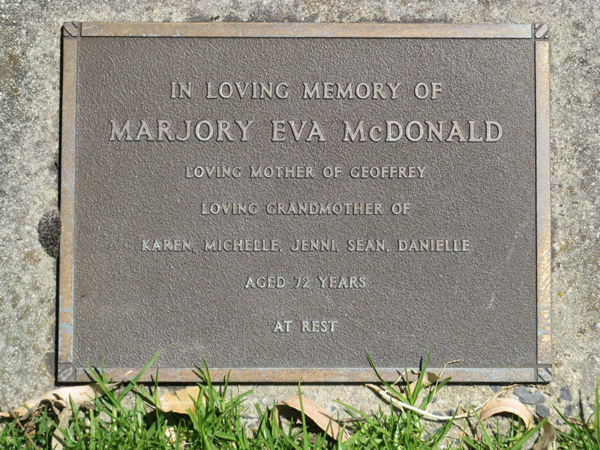 IN LOVING MEMORY OF
MARJORY EVA McDONALD
LOVING MOTHER OF GEOFFREY
LOVING GRANDMOTHER OF
KAREN, MICHELLE, JENNI, SEAN, DANIELLE
AGED 72 YEARS
AT REST